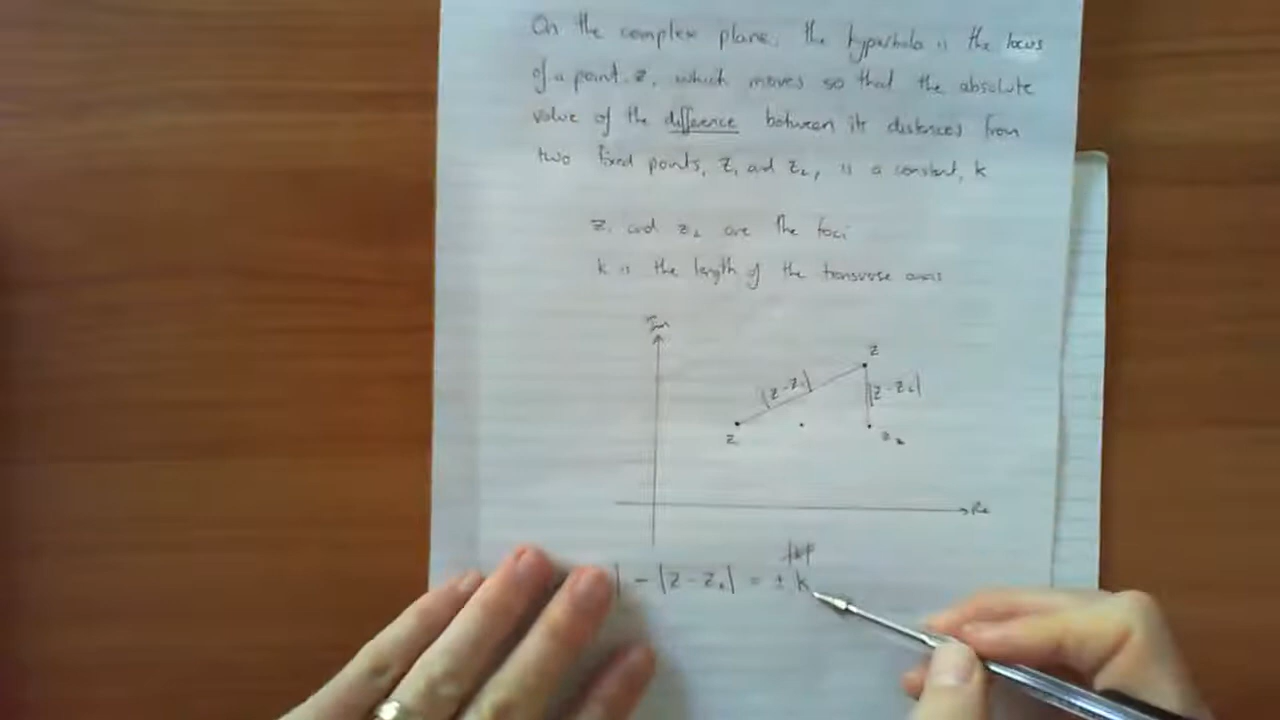 On the complex plane, the hyperbola is the locus
of a point z, which moves so that the absolute
value of the difference between its distances from
two fixed points, z₁ and z₂, is a constant, k
z₁ and z₂ are the foci
k is the length of the transverse axis
Im
z
|z-z₁| |z-z₂|
z₁ z₂
Re
| - |z-z₂| = ± k